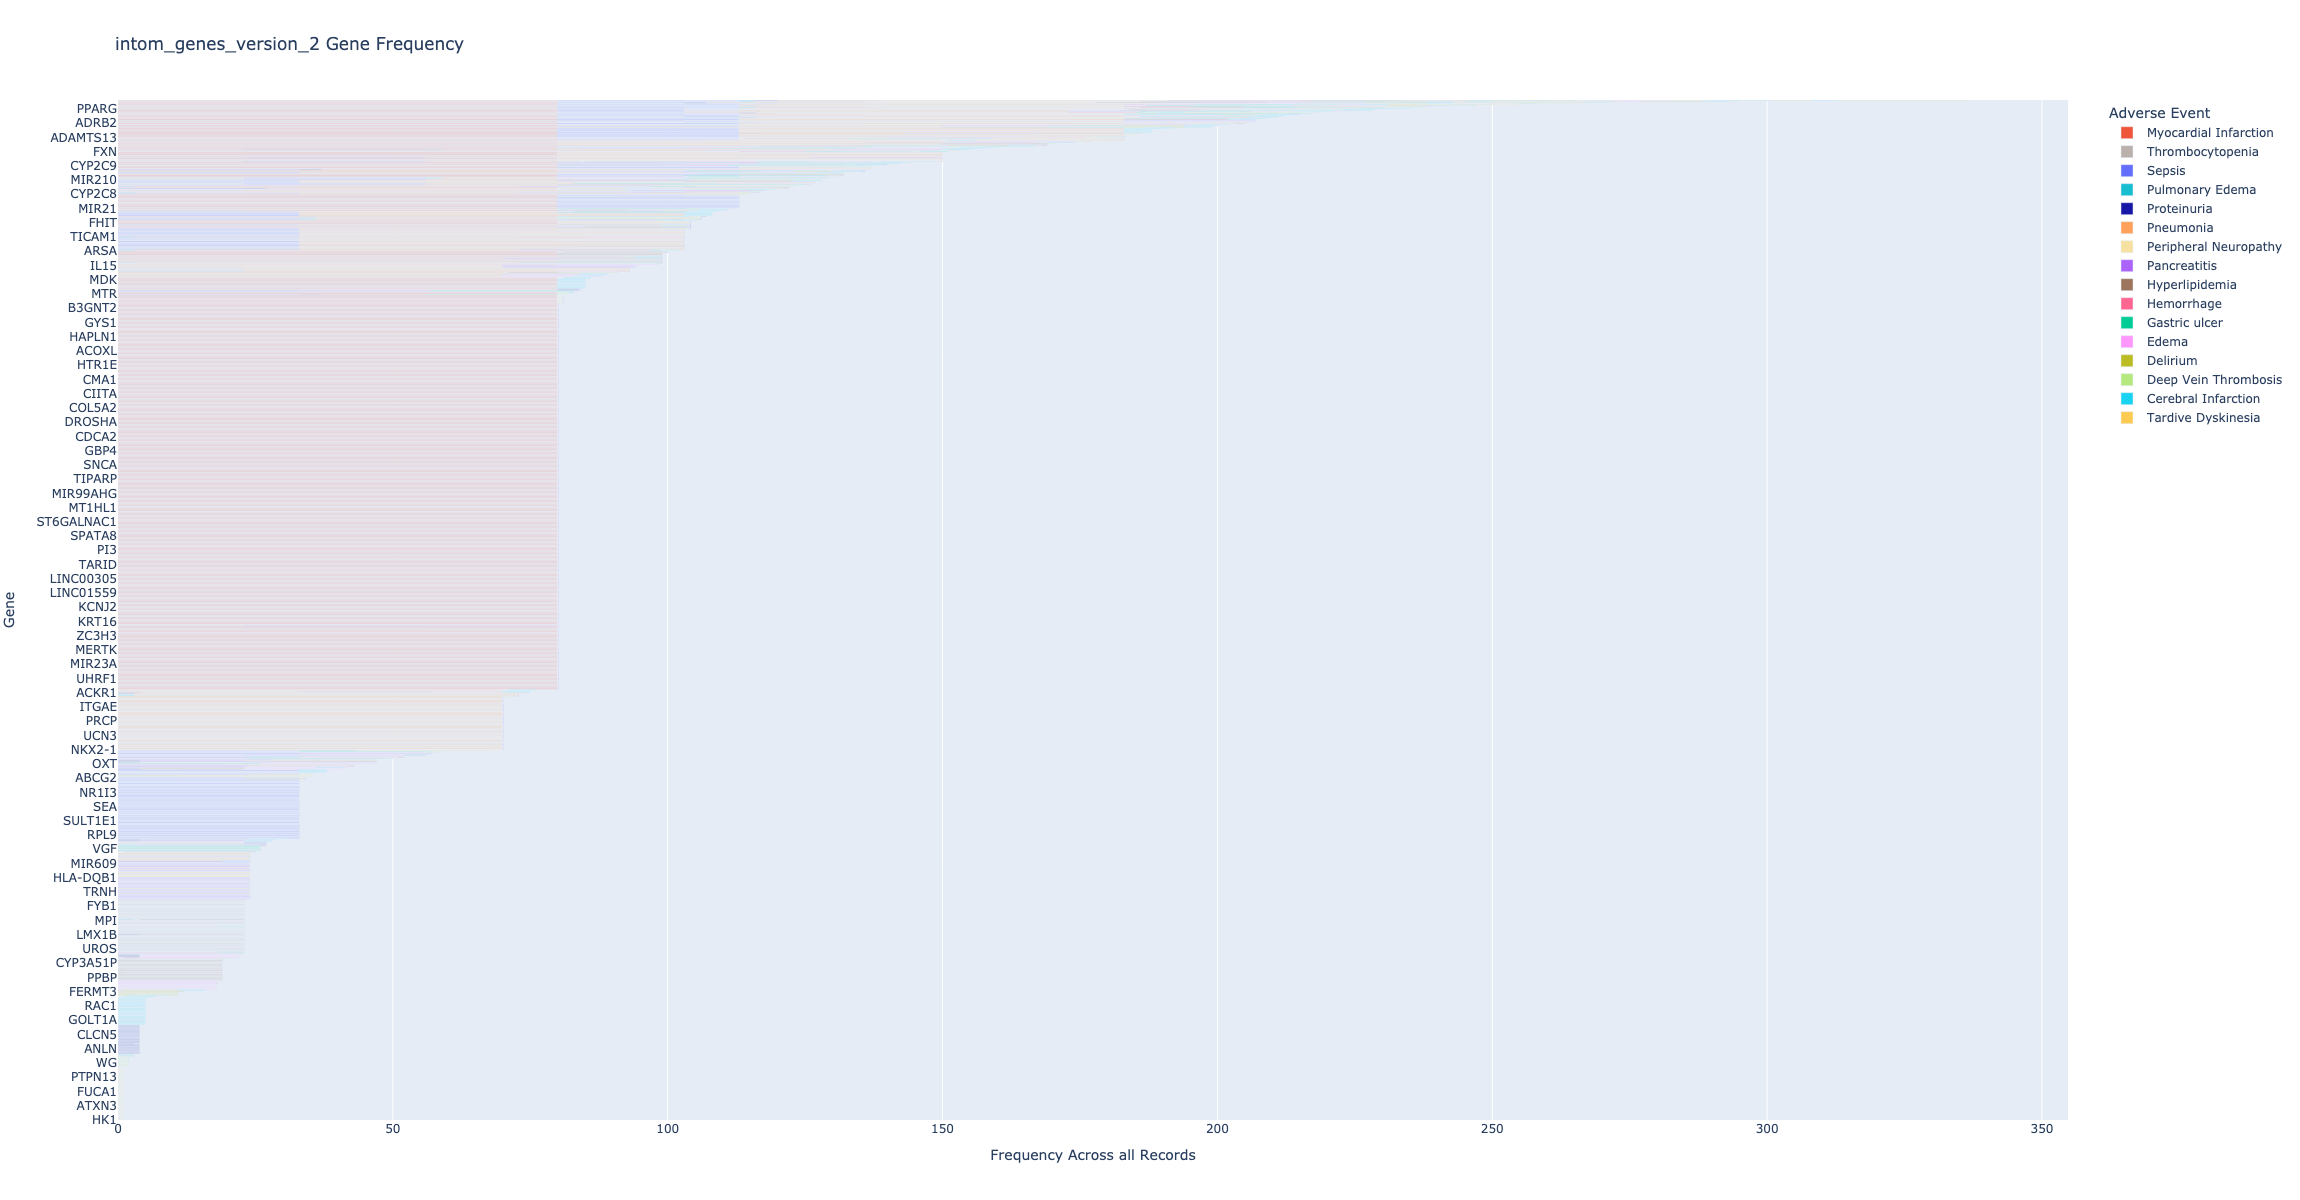 intom_genes_version_2 Gene Frequency
PPARG
ADRB2
ADAMTS13
FXN
CYP2C9
MIR210
CYP2C8
MIR21
FHIT
TICAM1
ARSA
IL15
MDK
MTR
B3GNT2
GYS1
HAPLN1
ACOXL
HTR1E
CMA1
CIITA
COL5A2
DROSHA
CDCA2
GBP4
SNCA
TIPARP
MIR99AHG
MT1HL1
ST6GALNAC1
SPATA8
PI3
TARID
LINC00305
LINC01559
KCNJ2
KRT16
ZC3H3
MERTK
MIR23A
UHRF1
ACKR1
ITGAE
PRCP
UCN3
NKX2-1
OXT
ABCG2
NR1I3
SEA
SULT1E1
RPL9
VGF
MIR609
HLA-DQB1
TRNH
FYB1
MPI
LMX1B
UROS
CYP3A51P
PPBP
FERMT3
RAC1
GOLT1A
CLCN5
ANLN
WG
PTPN13
FUCA1
ATXN3
HK1
Gene
0 50 100 150 200 250 300 350
Frequency Across all Records
Adverse Event
Myocardial Infarction
Thrombocytopenia
Sepsis
Pulmonary Edema
Proteinuria
Pneumonia
Peripheral Neuropathy
Pancreatitis
Hyperlipidemia
Hemorrhage
Gastric ulcer
Edema
Delirium
Deep Vein Thrombosis
Cerebral Infarction
Tardive Dyskinesia